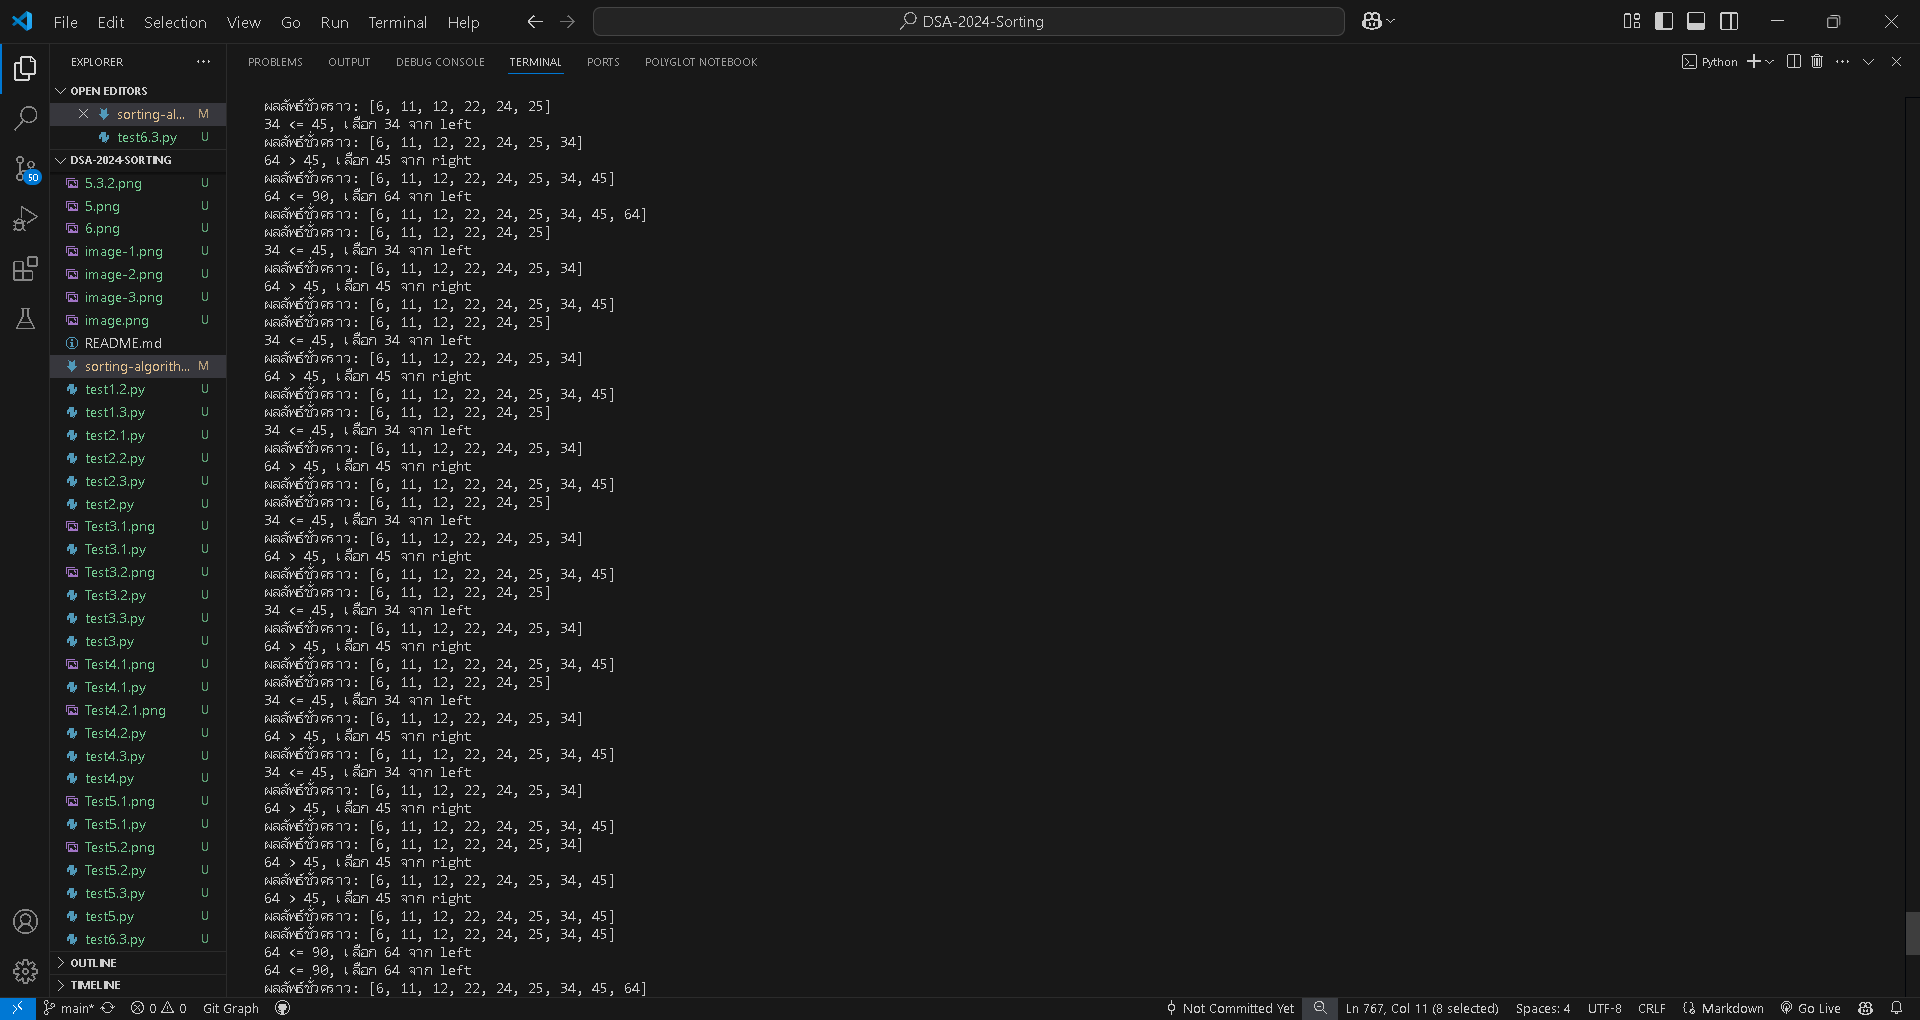 File Edit Selection View Go Run Terminal Help
DSA-2024-Sorting
EXPLORER
OPEN EDITORS
sorting-al... M
test6.3.py U
DSA-2024-SORTING
5.3.2.png U
5.png U
6.png U
image-1.png U
image-2.png U
image-3.png U
image.png U
README.md
sorting-algorith... M
test1.2.py U
test1.3.py U
test2.1.py U
test2.2.py U
test2.3.py U
test2.py U
Test3.1.png U
Test3.1.py U
Test3.2.png U
Test3.2.py U
test3.3.py U
test3.py U
Test4.1.png U
Test4.1.py U
Test4.2.1.png U
Test4.2.py U
test4.3.py U
test4.py U
Test5.1.png U
Test5.1.py U
Test5.2.png U
Test5.2.py U
test5.3.py U
test5.py U
test6.3.py U
OUTLINE
TIMELINE
50
PROBLEMS OUTPUT DEBUG CONSOLE TERMINAL PORTS POLYGLOT NOTEBOOK
Python
ผลลัพธ์ชั่วคราว: [6, 11, 12, 22, 24, 25]
34 <= 45, เลือก 34 จาก left
ผลลัพธ์ชั่วคราว: [6, 11, 12, 22, 24, 25, 34]
64 > 45, เลือก 45 จาก right
ผลลัพธ์ชั่วคราว: [6, 11, 12, 22, 24, 25, 34, 45]
64 <= 90, เลือก 64 จาก left
ผลลัพธ์ชั่วคราว: [6, 11, 12, 22, 24, 25, 34, 45, 64]
ผลลัพธ์ชั่วคราว: [6, 11, 12, 22, 24, 25]
34 <= 45, เลือก 34 จาก left
ผลลัพธ์ชั่วคราว: [6, 11, 12, 22, 24, 25, 34]
64 > 45, เลือก 45 จาก right
ผลลัพธ์ชั่วคราว: [6, 11, 12, 22, 24, 25, 34, 45]
ผลลัพธ์ชั่วคราว: [6, 11, 12, 22, 24, 25]
34 <= 45, เลือก 34 จาก left
ผลลัพธ์ชั่วคราว: [6, 11, 12, 22, 24, 25, 34]
64 > 45, เลือก 45 จาก right
ผลลัพธ์ชั่วคราว: [6, 11, 12, 22, 24, 25, 34, 45]
ผลลัพธ์ชั่วคราว: [6, 11, 12, 22, 24, 25]
34 <= 45, เลือก 34 จาก left
ผลลัพธ์ชั่วคราว: [6, 11, 12, 22, 24, 25, 34]
64 > 45, เลือก 45 จาก right
ผลลัพธ์ชั่วคราว: [6, 11, 12, 22, 24, 25, 34, 45]
ผลลัพธ์ชั่วคราว: [6, 11, 12, 22, 24, 25]
34 <= 45, เลือก 34 จาก left
ผลลัพธ์ชั่วคราว: [6, 11, 12, 22, 24, 25, 34]
64 > 45, เลือก 45 จาก right
ผลลัพธ์ชั่วคราว: [6, 11, 12, 22, 24, 25, 34, 45]
ผลลัพธ์ชั่วคราว: [6, 11, 12, 22, 24, 25]
34 <= 45, เลือก 34 จาก left
ผลลัพธ์ชั่วคราว: [6, 11, 12, 22, 24, 25, 34]
64 > 45, เลือก 45 จาก right
ผลลัพธ์ชั่วคราว: [6, 11, 12, 22, 24, 25, 34, 45]
ผลลัพธ์ชั่วคราว: [6, 11, 12, 22, 24, 25]
34 <= 45, เลือก 34 จาก left
ผลลัพธ์ชั่วคราว: [6, 11, 12, 22, 24, 25, 34]
64 > 45, เลือก 45 จาก right
ผลลัพธ์ชั่วคราว: [6, 11, 12, 22, 24, 25, 34, 45]
34 <= 45, เลือก 34 จาก left
ผลลัพธ์ชั่วคราว: [6, 11, 12, 22, 24, 25, 34]
64 > 45, เลือก 45 จาก right
ผลลัพธ์ชั่วคราว: [6, 11, 12, 22, 24, 25, 34, 45]
ผลลัพธ์ชั่วคราว: [6, 11, 12, 22, 24, 25, 34]
64 > 45, เลือก 45 จาก right
ผลลัพธ์ชั่วคราว: [6, 11, 12, 22, 24, 25, 34, 45]
64 > 45, เลือก 45 จาก right
ผลลัพธ์ชั่วคราว: [6, 11, 12, 22, 24, 25, 34, 45]
ผลลัพธ์ชั่วคราว: [6, 11, 12, 22, 24, 25, 34, 45]
64 <= 90, เลือก 64 จาก left
64 <= 90, เลือก 64 จาก left
ผลลัพธ์ชั่วคราว: [6, 11, 12, 22, 24, 25, 34, 45, 64]
main* 0 0 Git Graph Not Committed Yet Ln 767, Col 11 (8 selected) Spaces: 4 UTF-8 CRLF Markdown Go Live